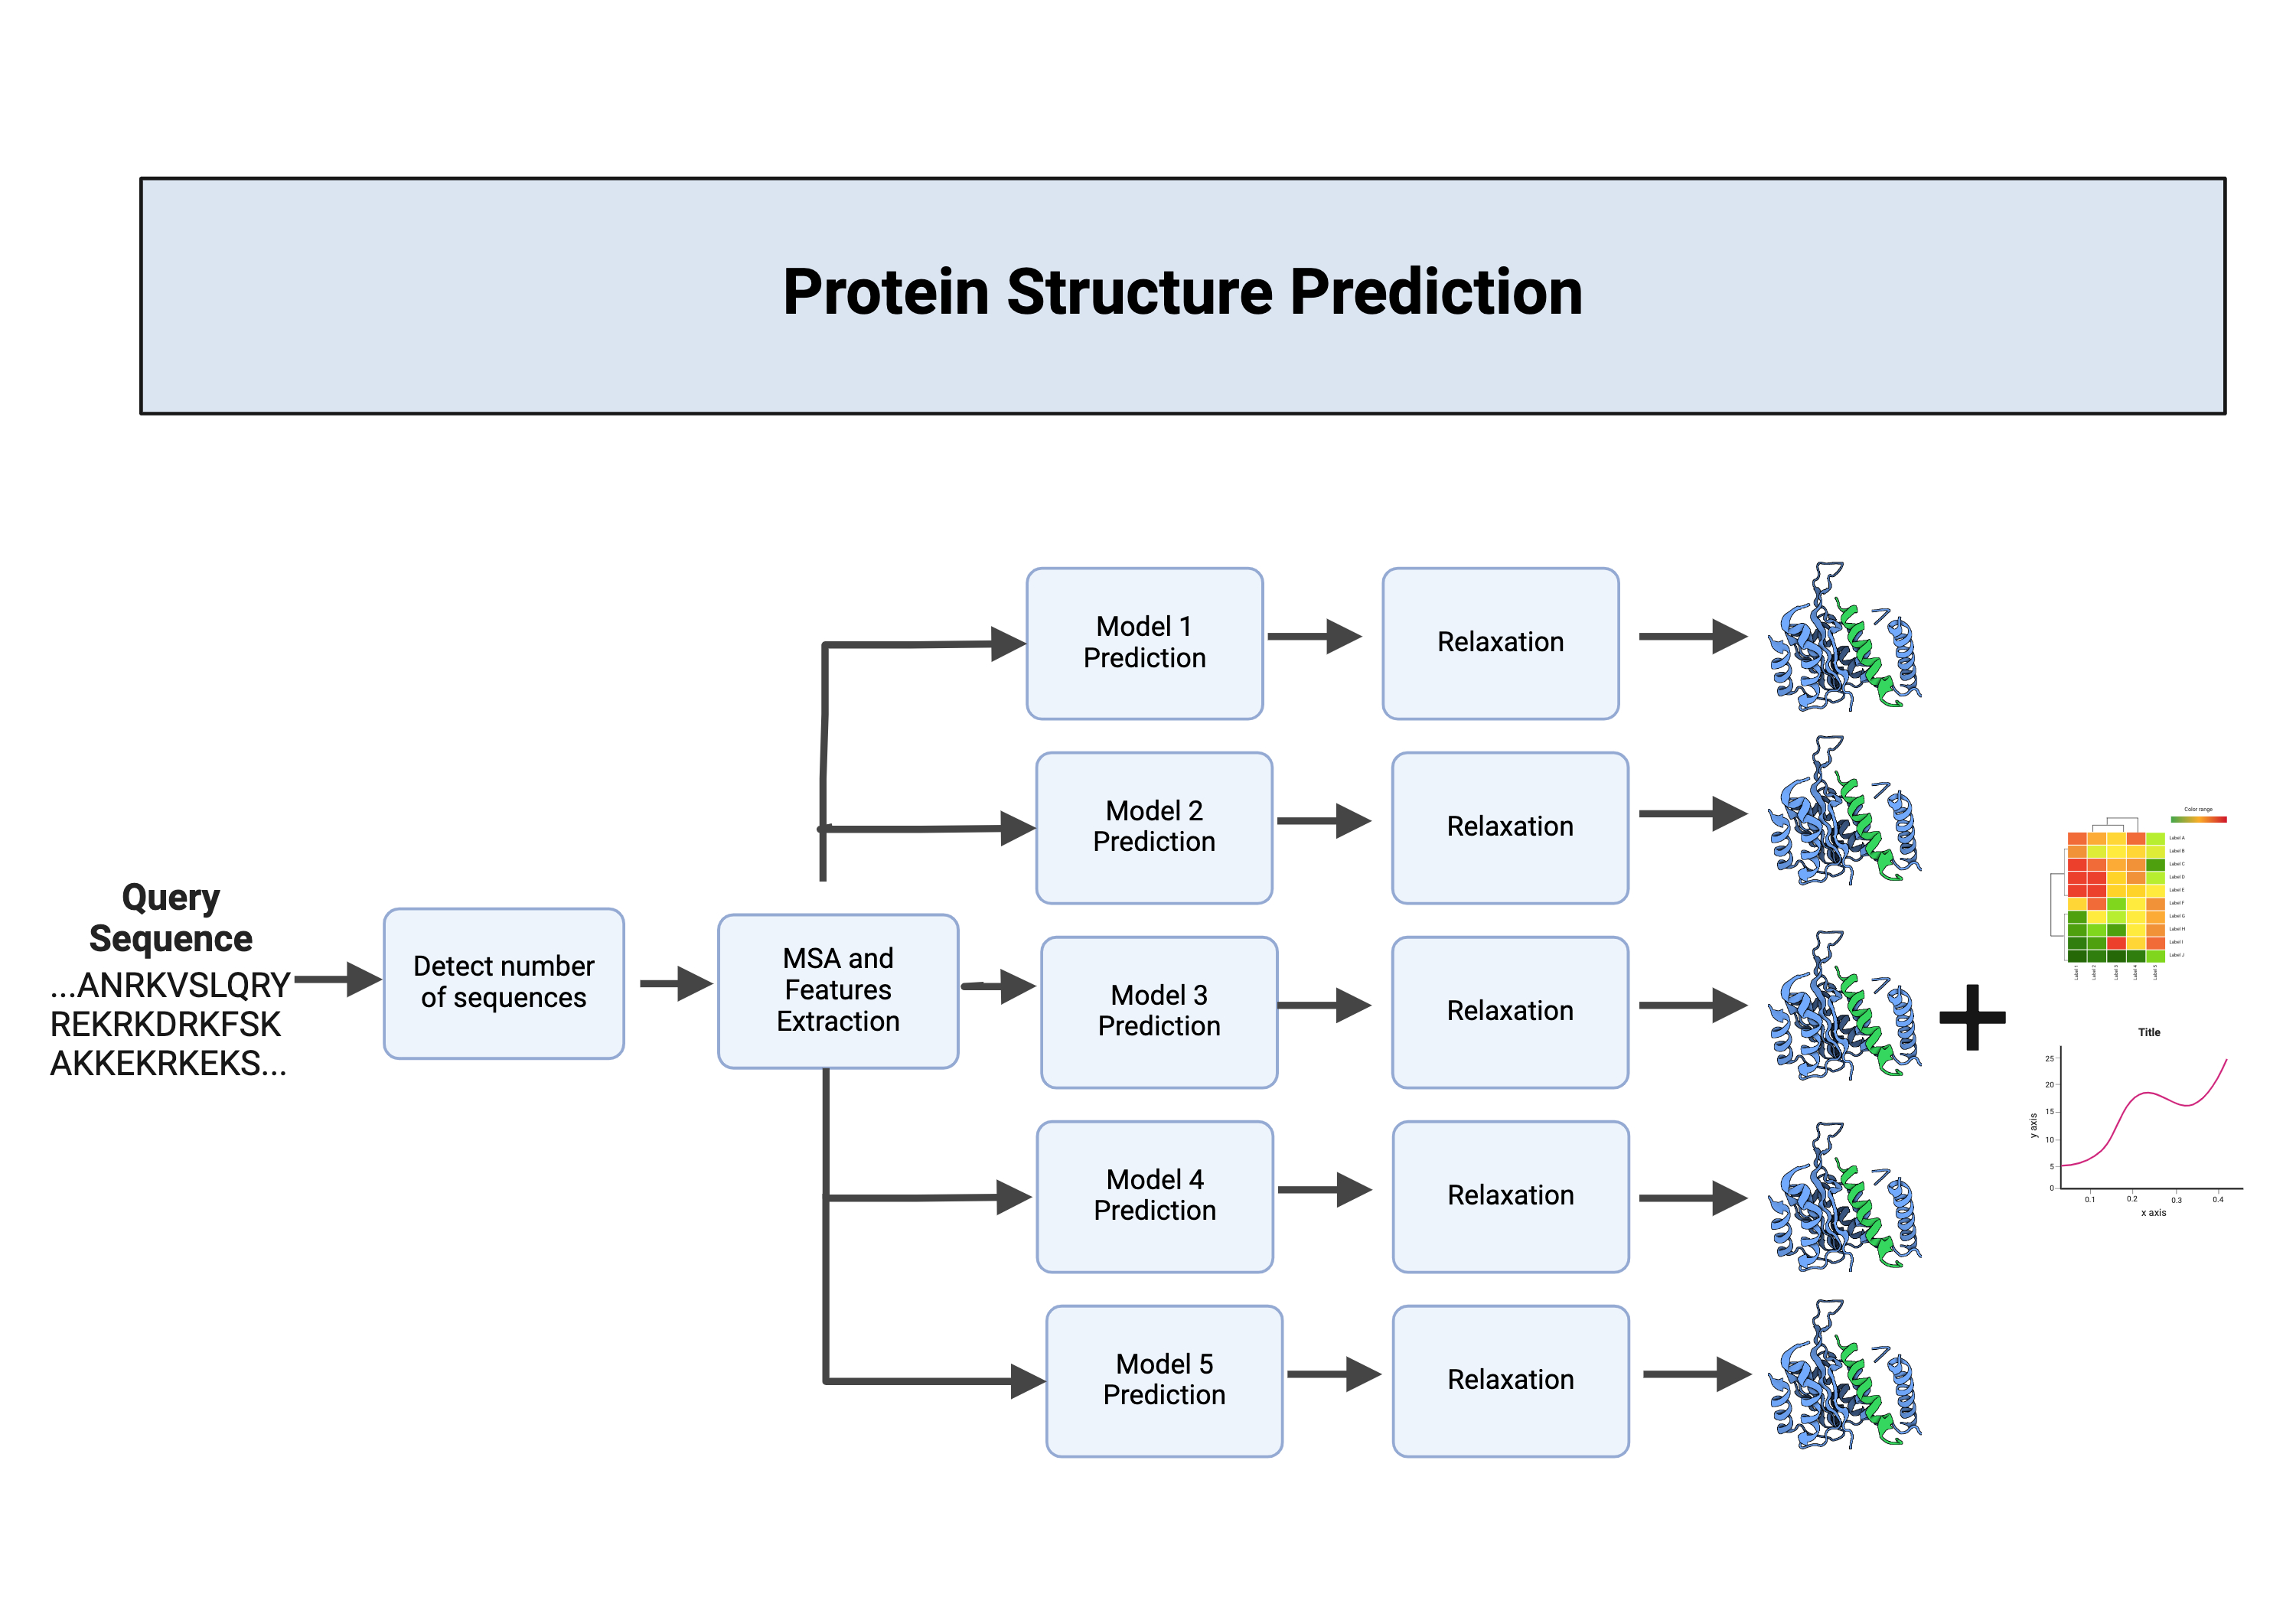 Protein Structure Prediction
Query
Sequence
...ANRKVSLQRY
REKRKDRKFSK
AKKEKRKEKS...
Detect number
of sequences
MSA and
Features
Extraction
Model 1
Prediction
Relaxation
Model 2
Prediction
Relaxation
Model 3
Prediction
Relaxation
Model 4
Prediction
Relaxation
Model 5
Prediction
Relaxation
Color range
Label A
Label B
Label C
Label D
Label E
Label F
Label G
Label H
Label I
Label J
Label 1
Label 2
Label 3
Label 4
Label 5
Title
25
20
15
10
5
0
y axis
0.1
0.2
0.3
0.4
x axis